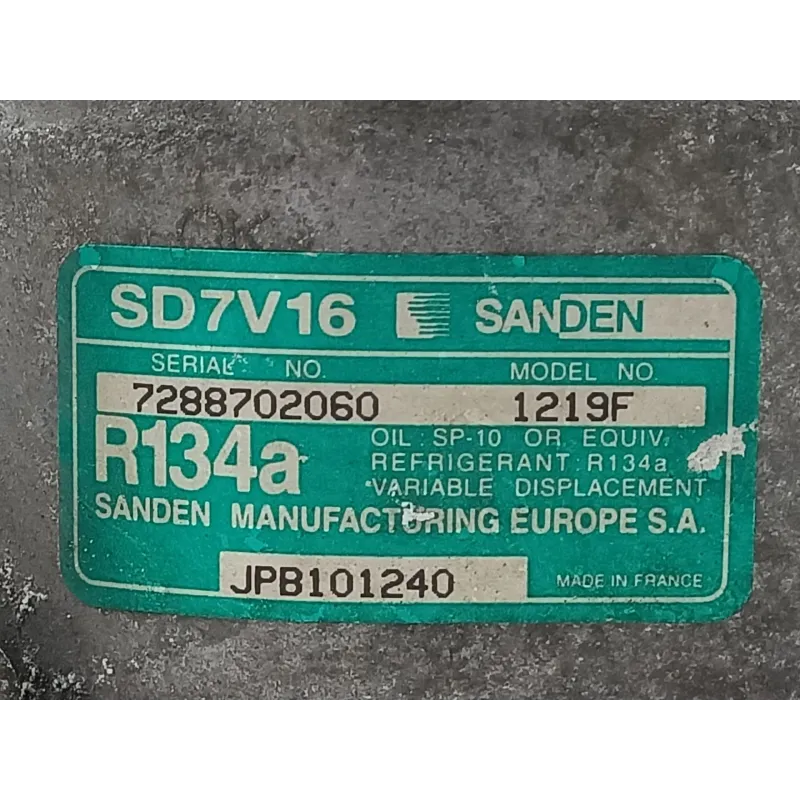 SD7V16 SANDEN
SERIAL NO. MODEL NO.
7288702060 1219F
R134a
OIL : SP-10 OR EQUIV.
REFRIGERANT : R134a
VARIABLE DISPLACEMENT
SANDEN MANUFACTURING EUROPE S.A.
JPB101240 MADE IN FRANCE